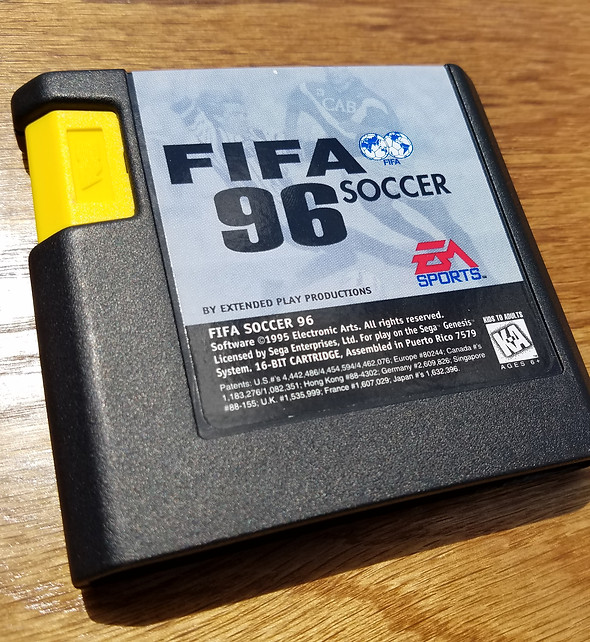 CAB
FIFA
FIFA
96 SOCCER
EA
SPORTS™
BY EXTENDED PLAY PRODUCTIONS
FIFA SOCCER 96
Software ©1995 Electronic Arts. All rights reserved.
Licensed by Sega Enterprises, Ltd. For play on the Sega™ Genesis™
System. 16-BIT CARTRIDGE, Assembled in Puerto Rico 7579
Patents: U.S.#'s 4,442,486/4,454,594/4,462,076; Europe #80244; Canada #'s
1,183,276/1,082,351; Hong Kong #88-4302; Germany #2,609,826; Singapore
#88-155; U.K. #1,535,999; France #1,607,029; Japan #'s 1,632,396.
KIDS TO ADULTS
K-A
AGES 6+